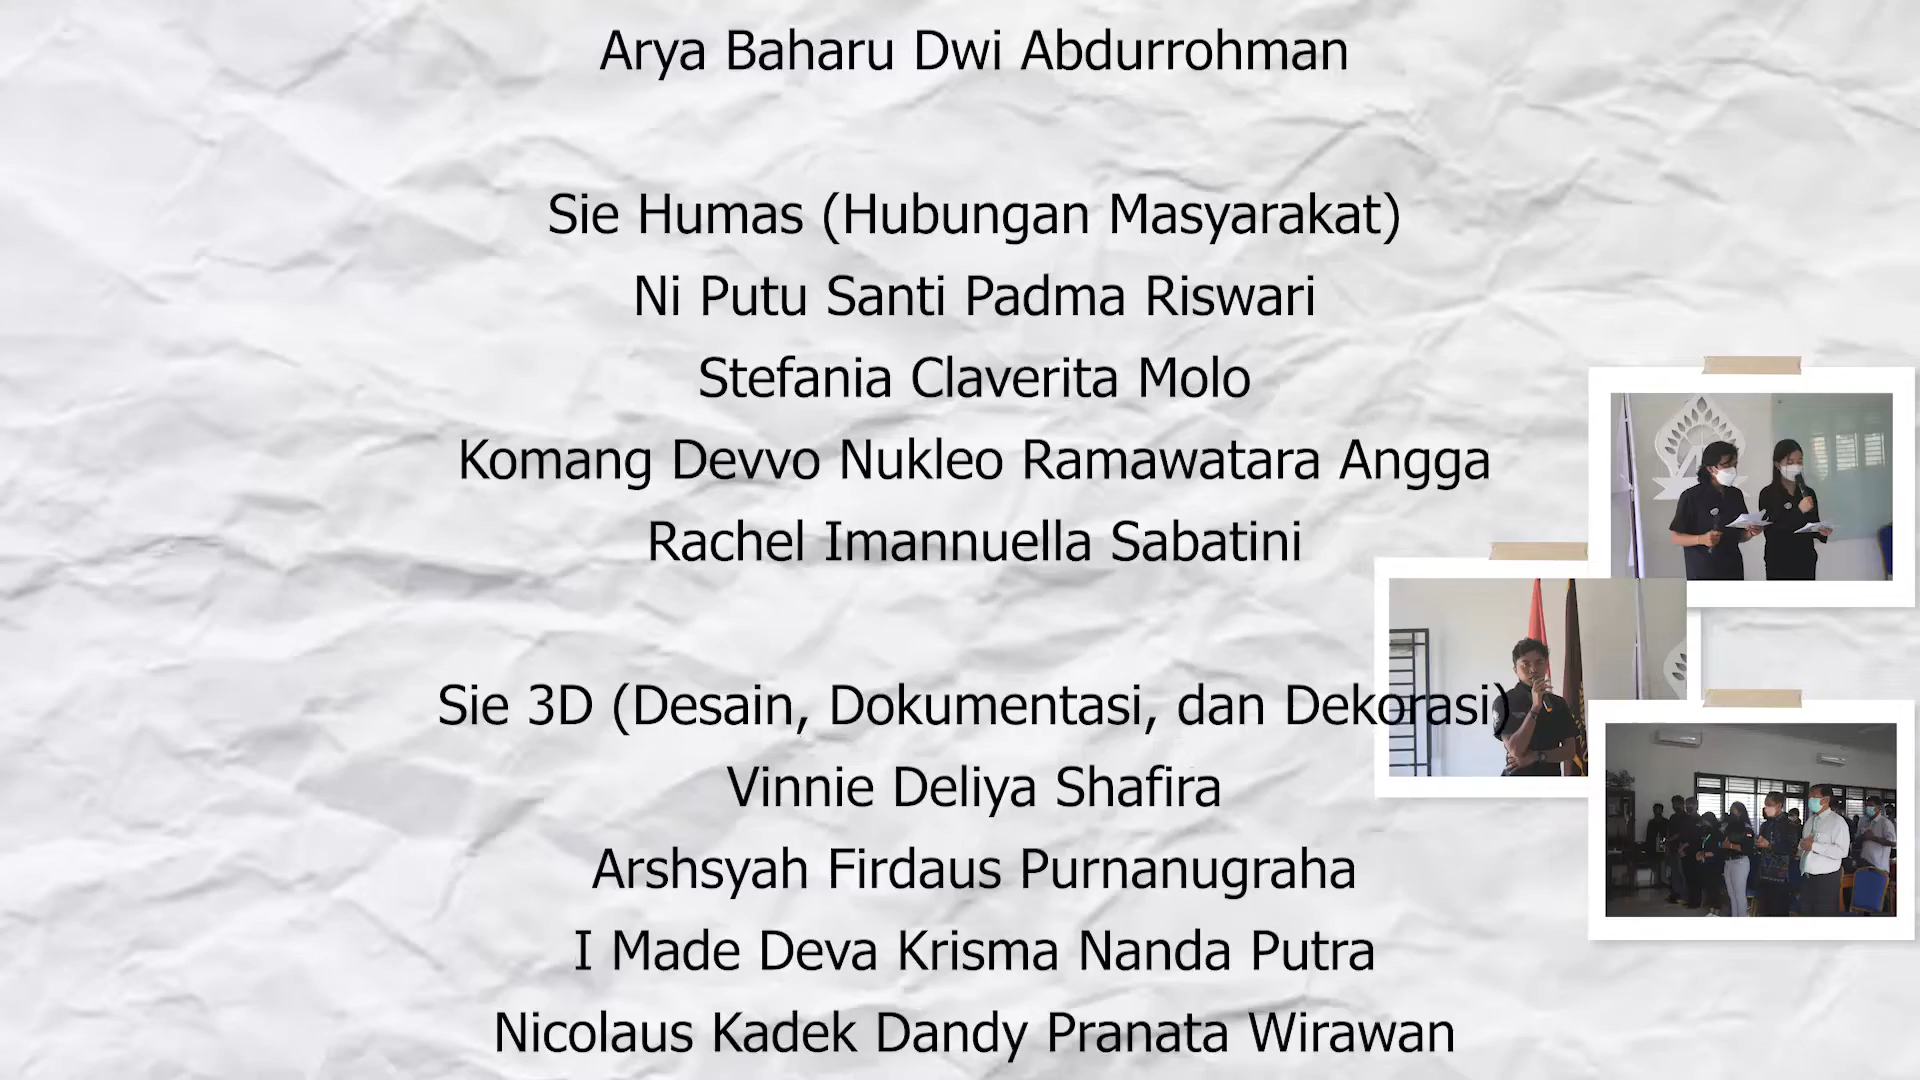 Arya Baharu Dwi Abdurrohman
Sie Humas (Hubungan Masyarakat)
Ni Putu Santi Padma Riswari
Stefania Claverita Molo
Komang Devvo Nukleo Ramawatara Angga
Rachel Imannuella Sabatini
Sie 3D (Desain, Dokumentasi, dan Dekorasi)
Vinnie Deliya Shafira
Arshsyah Firdaus Purnanugraha
I Made Deva Krisma Nanda Putra
Nicolaus Kadek Dandy Pranata Wirawan